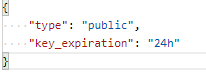 {
    "type": "public",
    "key_expiration": "24h"
}